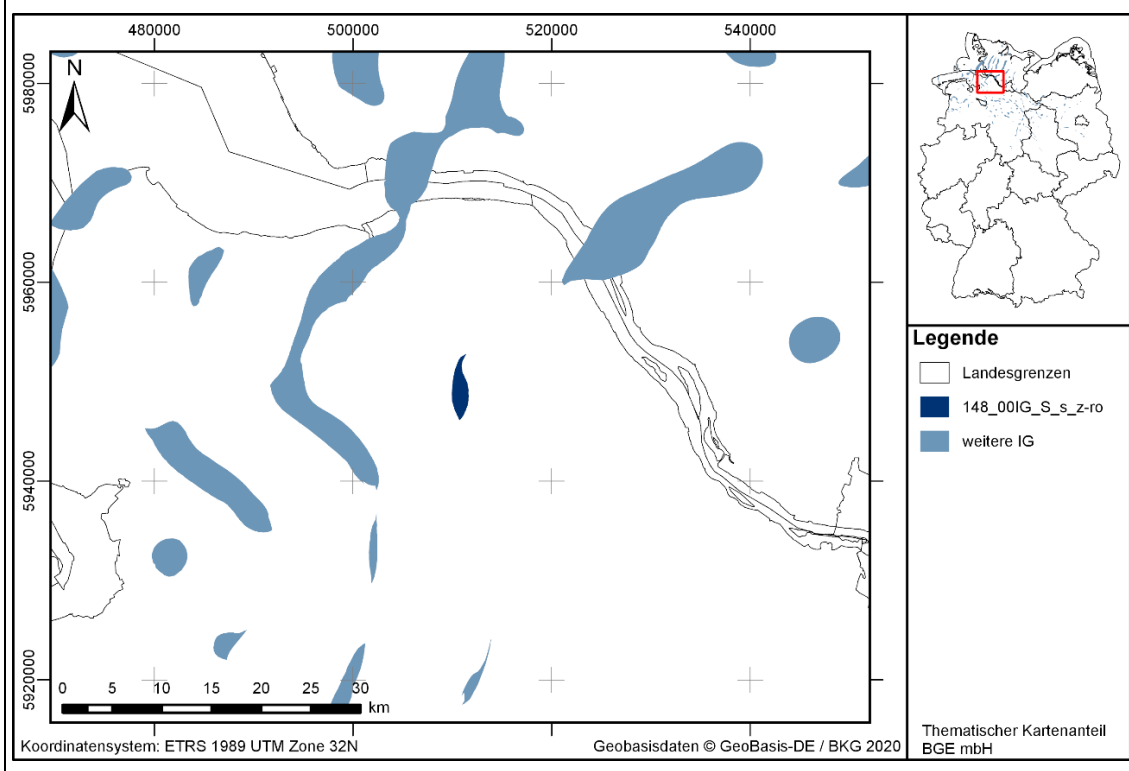 480000
500000
520000
540000
5980000
5960000
5940000
5920000
N
0 5 10 15 20 25 30
km
Koordinatensystem: ETRS 1989 UTM Zone 32N
Geobasisdaten © GeoBasis-DE / BKG 2020
Legende
Landesgrenzen
148_00IG_S_s_z-ro
weitere IG
Thematischer Kartenanteil
BGE mbH